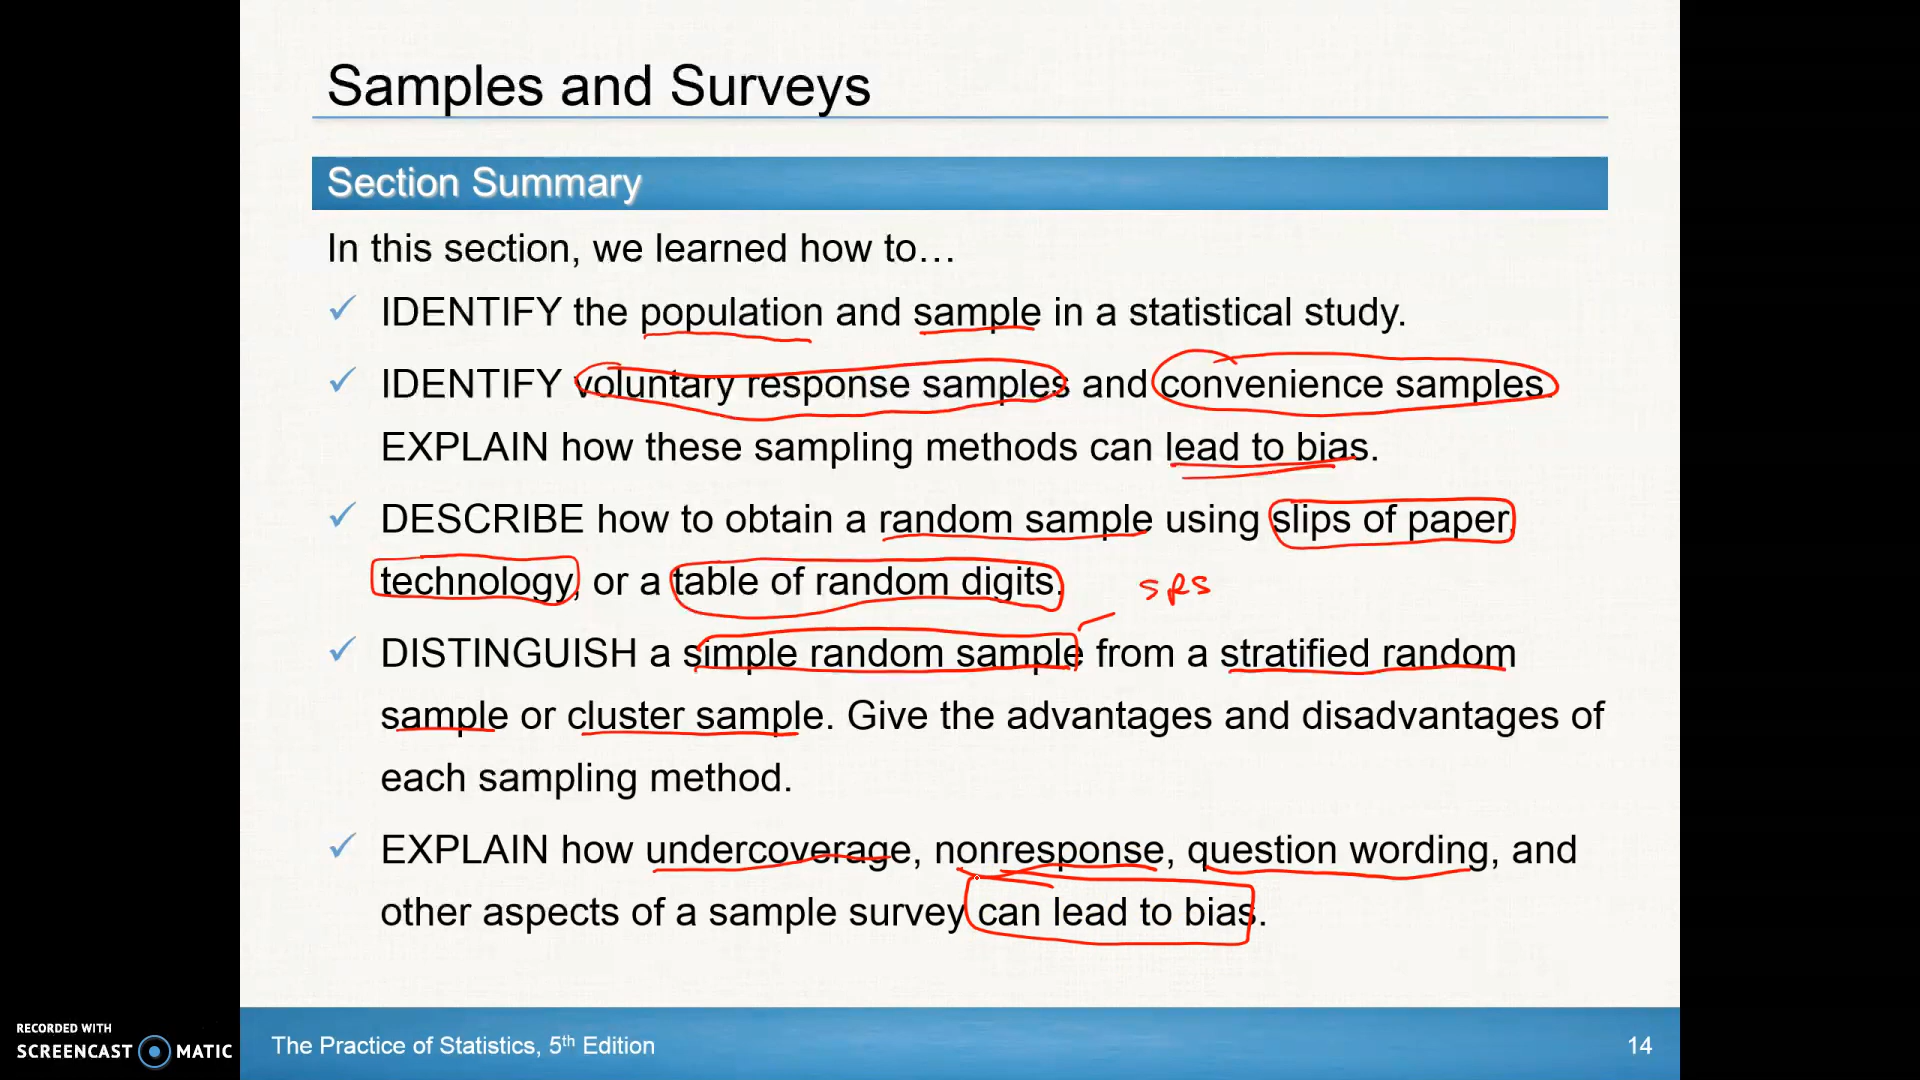 Samples and Surveys
Section Summary
In this section, we learned how to…
✓ IDENTIFY the population and sample in a statistical study.
✓ IDENTIFY voluntary response samples and convenience samples.
EXPLAIN how these sampling methods can lead to bias.
✓ DESCRIBE how to obtain a random sample using slips of paper,
technology, or a table of random digits.
SRS
✓ DISTINGUISH a simple random sample from a stratified random
sample or cluster sample. Give the advantages and disadvantages of
each sampling method.
✓ EXPLAIN how undercoverage, nonresponse, question wording, and
other aspects of a sample survey can lead to bias.
RECORDED WITH
SCREENCAST MATIC
The Practice of Statistics, 5th Edition
14